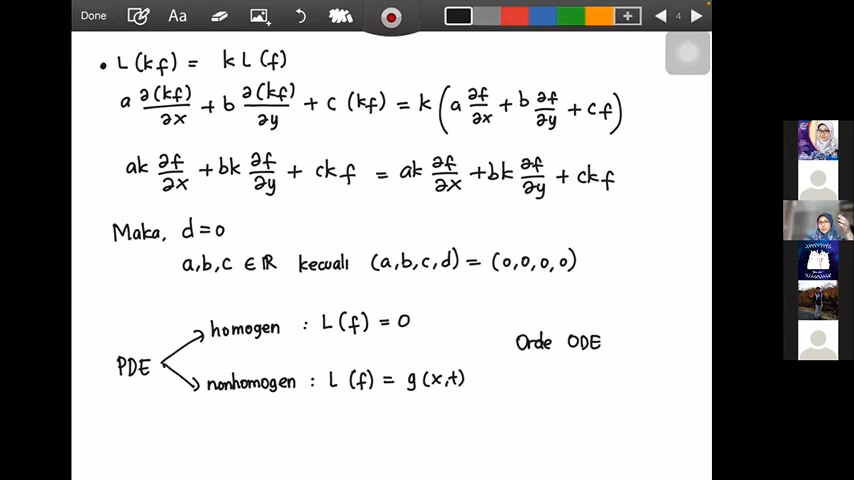 Done Aa 4
• L(kf) = k L(f)
a ∂(kf)/∂x + b ∂(kf)/∂y + c (kf) = k (a ∂f/∂x + b ∂f/∂y + cf)
ak ∂f/∂x + bk ∂f/∂y + ckf = ak ∂f/∂x + bk ∂f/∂y + ckf
Maka, d = 0
a,b,c ∈ ℝ kecuali (a,b,c,d) = (0,0,0,0)
homogen : L(f) = 0
Orde ODE
PDE
nonhomogen : L(f) = g(x,t)